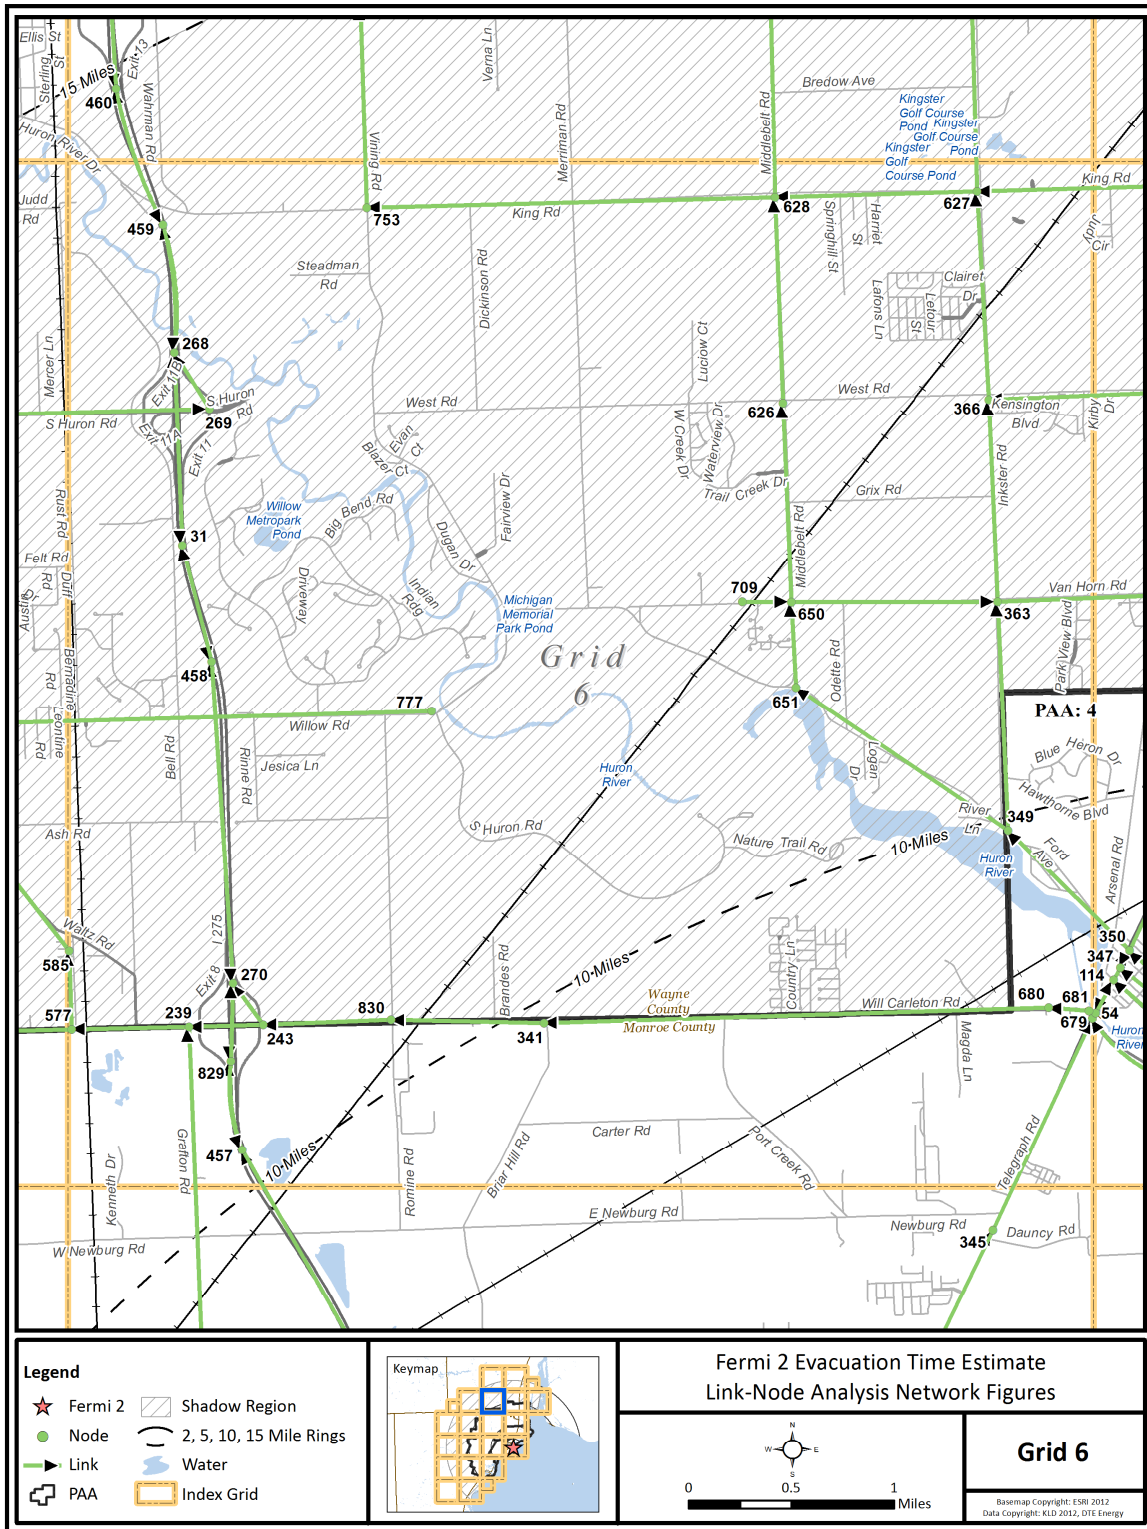 Ellis St
Sterling St
Exit 13
15 Miles
460
Wahrman Rd
Verna Ln
Merriman Rd
Vining Rd
Middlebelt Rd
Bredow Ave
Kingster
Golf Course
Pond
Kingster
Golf Course
Pond
Kingster
Golf
Course Pond
Huron River Dr
Judd
Rd
459
753
King Rd
628
627
King Rd
Judy
Cir
Springhill St
Harriet
St
Steadman
Rd
Dickinson Rd
Clairet
Dr
Lafons Ln
Letour
St
Mercer Ln
268
Exit 11B
S Huron
Rd
269
S Huron Rd
Exit 11A
Exit 11
West Rd
Luciow Ct
West Rd
626
366
Kensington
Blvd
Kirby
Dr
W Creek Dr
Waterview Dr
Trail Creek Dr
Evan
Ct
Blazer
Ct
Grix Rd
Inkster Rd
Rust Rd
Willow
Metropark
Pond
Big Bend Rd
Fairview Dr
Dugan Dr
31
Middlebelt Rd
Felt Rd
Rd
Duff
Austin
Dr
Driveway
Indian
Rdg
Michigan
Memorial
Park Pond
709
650
Van Horn Rd
363
Park View Blvd
458
Bernadine
Rd
Leontine
Rd
Grid
6
Odette Rd
651
777
Willow Rd
PAA: 4
Bell Rd
Rinne Rd
Jesica Ln
Huron
River
Logan
Dr
Blue Heron Dr
Hawthorne Blvd
Ash Rd
S Huron Rd
Nature Trail Rd
10 Miles
River
Ln
349
Ford
Ave
Huron
River
Arsenal Rd
Waltz Rd
I 275
585
Exit 8
270
Brandes Rd
10 Miles
Country Ln
350
347
114
577
239
243
830
341
Wayne
County
Monroe County
Will Carleton Rd
680
681
54
679
Huron
River
829
Magda Ln
457
10 Miles
Grafton Rd
Kenneth Dr
Romine Rd
Briar Hill Rd
Carter Rd
Port Creek Rd
Telegraph Rd
W Newburg Rd
E Newburg Rd
Newburg Rd
345
Dauncy Rd
Legend
Fermi 2
Shadow Region
Node
2, 5, 10, 15 Mile Rings
Link
Water
PAA
Index Grid
Keymap
Fermi 2 Evacuation Time Estimate
Link-Node Analysis Network Figures
N
W
E
S
0
0.5
1
Miles
Grid 6
Basemap Copyright: ESRI 2012
Data Copyright: KLD 2012, DTE Energy